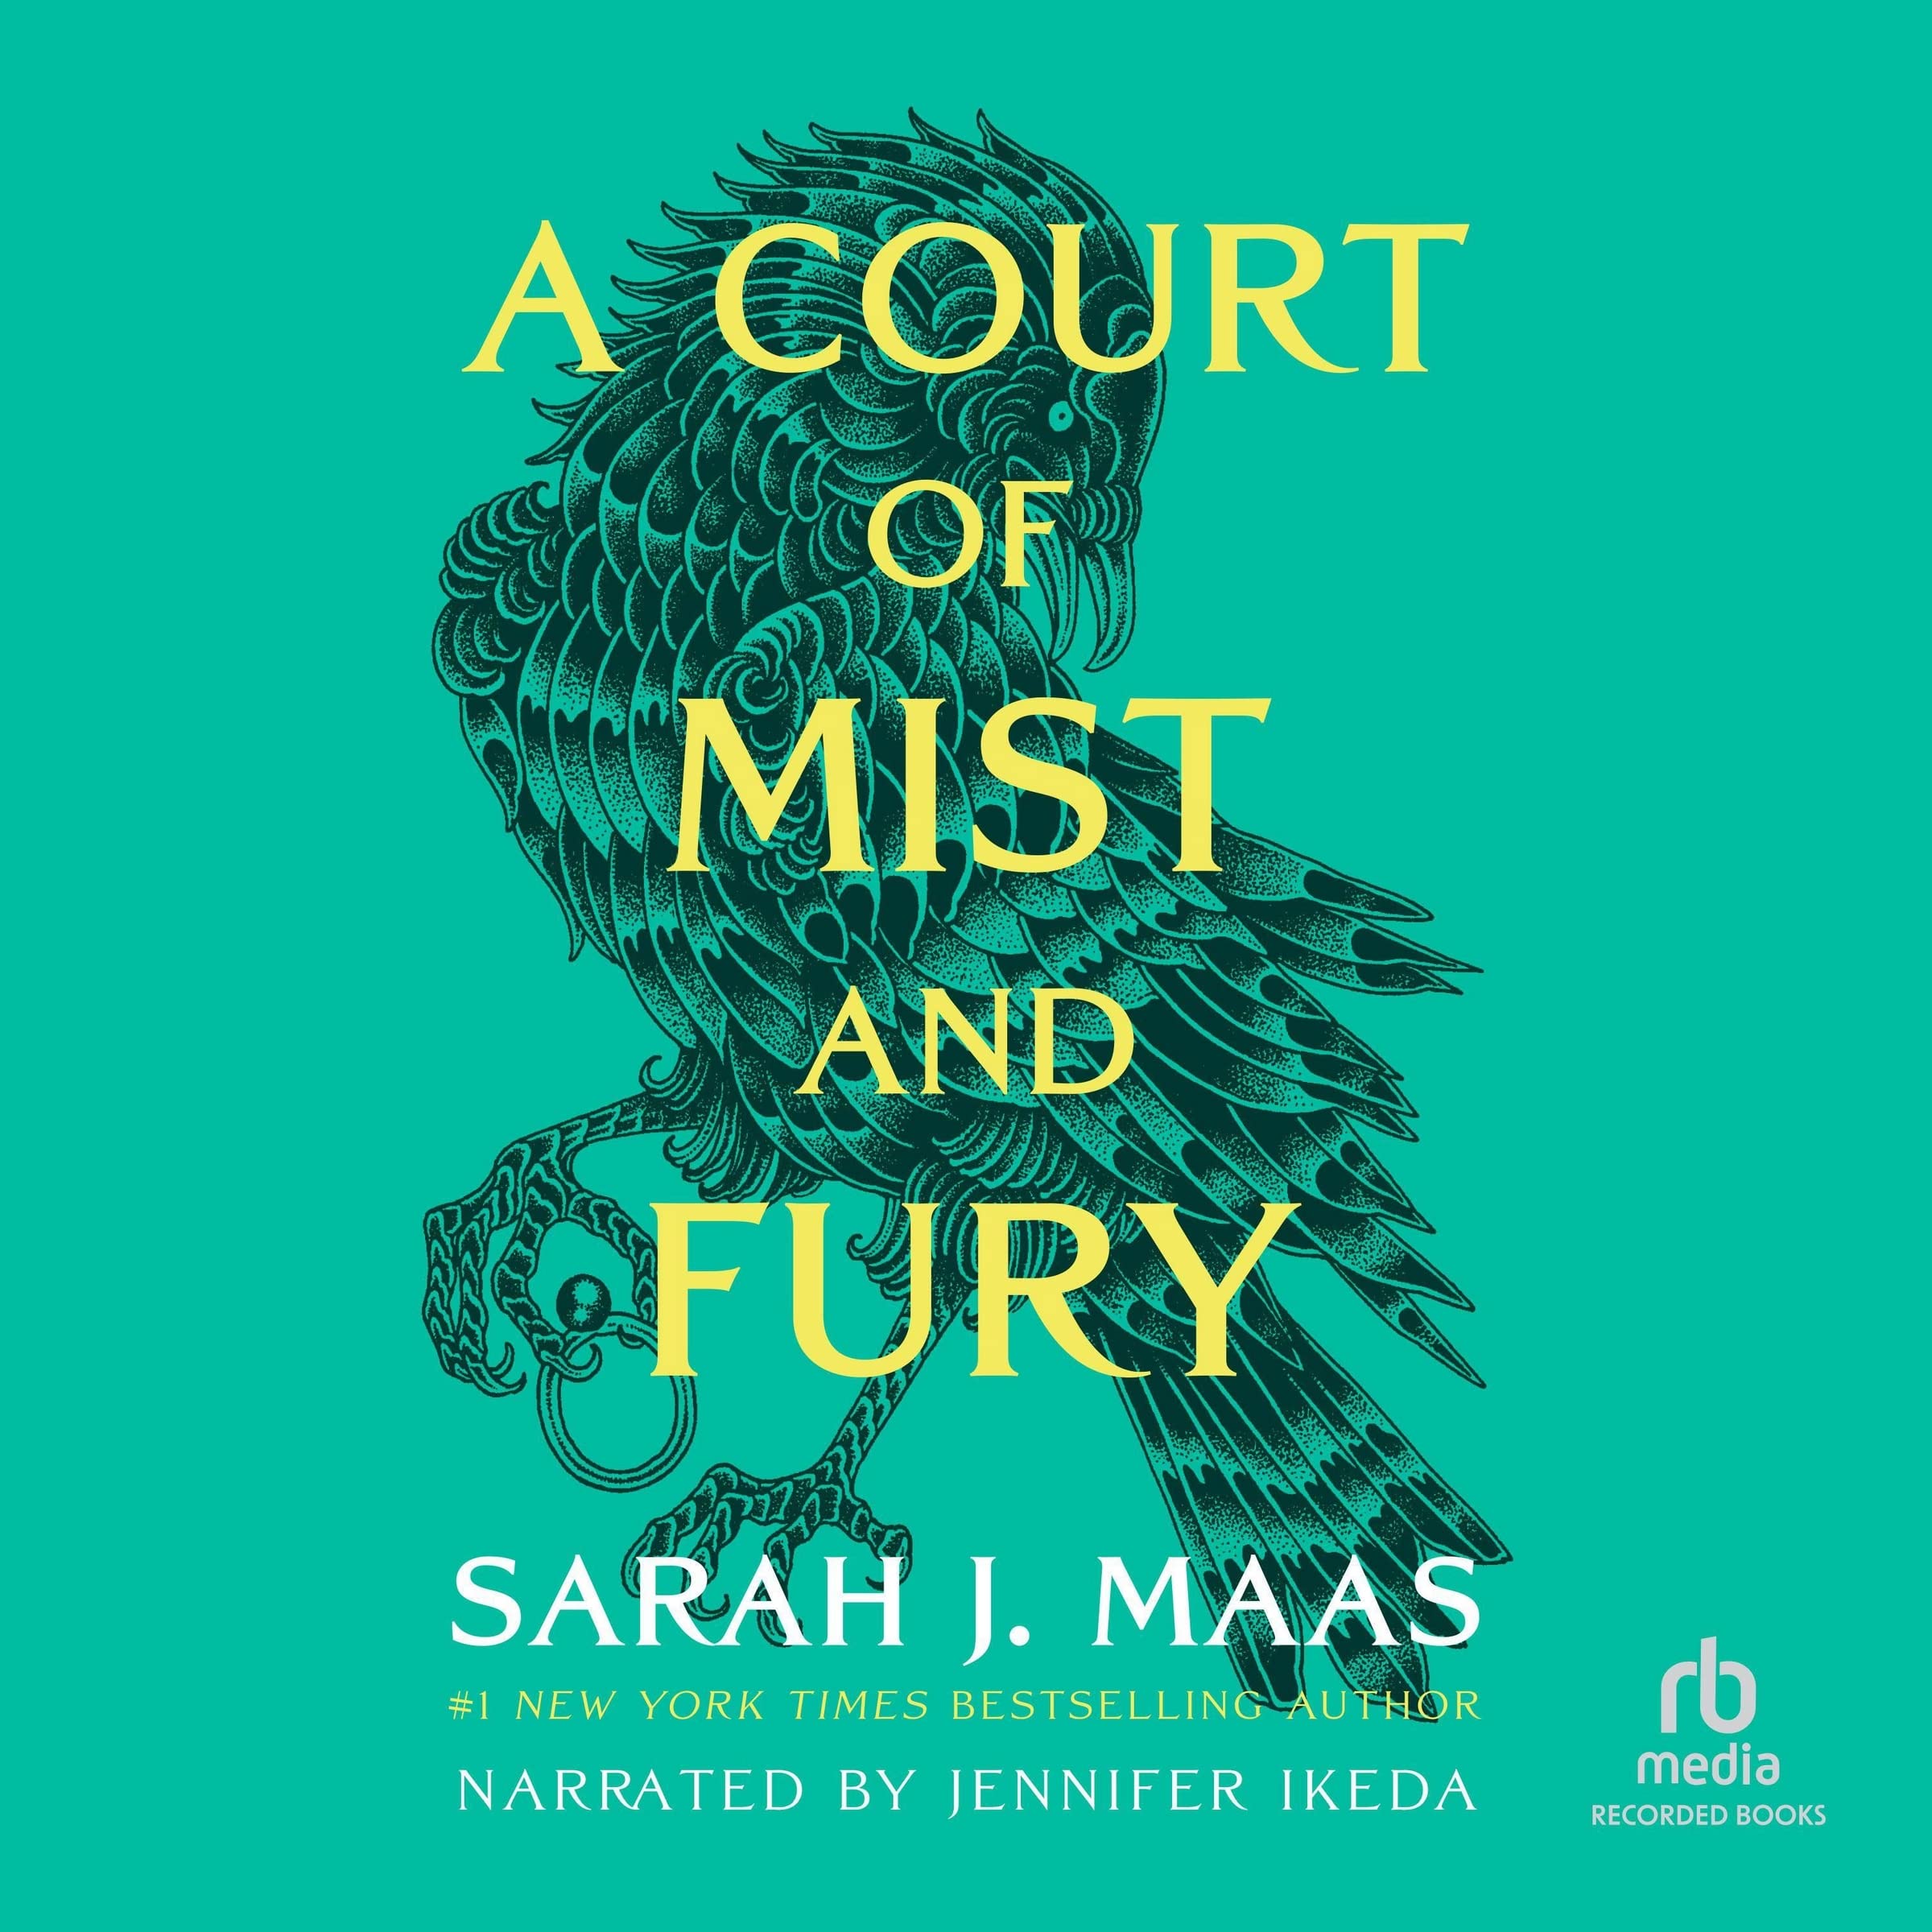 A COURT
OF
MIST
AND
FURY
SARAH J. MAAS
#1 NEW YORK TIMES BESTSELLING AUTHOR
NARRATED BY JENNIFER IKEDA
rb
media
RECORDED BOOKS